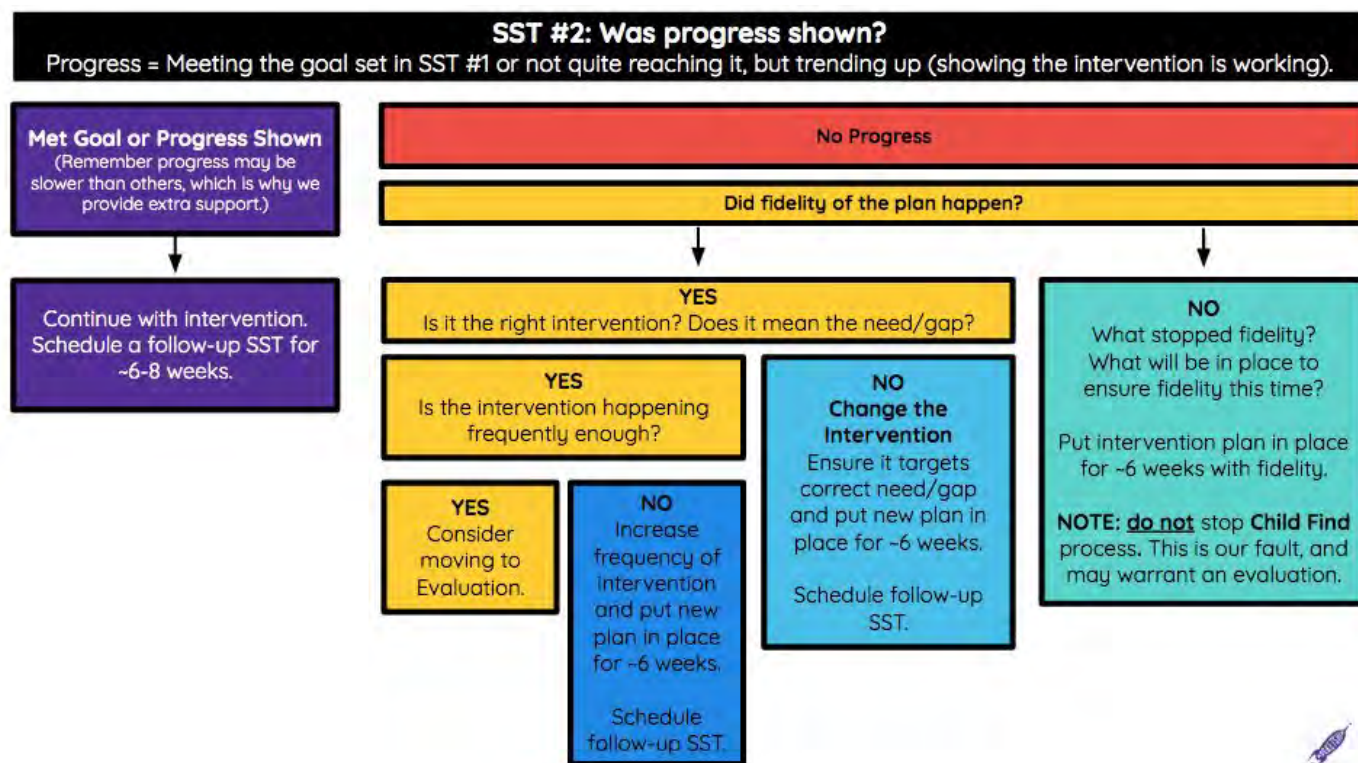 SST #2: Was progress shown?
Progress = Meeting the goal set in SST #1 or not quite reaching it, but trending up (showing the intervention is working).
Met Goal or Progress Shown
(Remember progress may be
slower than others, which is why we
provide extra support.)
Continue with intervention.
Schedule a follow-up SST for
~6-8 weeks.
No Progress
Did fidelity of the plan happen?
YES
Is it the right intervention? Does it mean the need/gap?
YES
Is the intervention happening
frequently enough?
YES
Consider
moving to
Evaluation.
NO
Increase
frequency of
intervention
and put new
plan in place
for ~6 weeks.
Schedule
follow-up SST.
NO
Change the
Intervention
Ensure it targets
correct need/gap
and put new plan in
place for ~6 weeks.
Schedule follow-up
SST.
NO
What stopped fidelity?
What will be in place to
ensure fidelity this time?
Put intervention plan in place
for ~6 weeks with fidelity.
NOTE: do not stop Child Find
process. This is our fault, and
may warrant an evaluation.